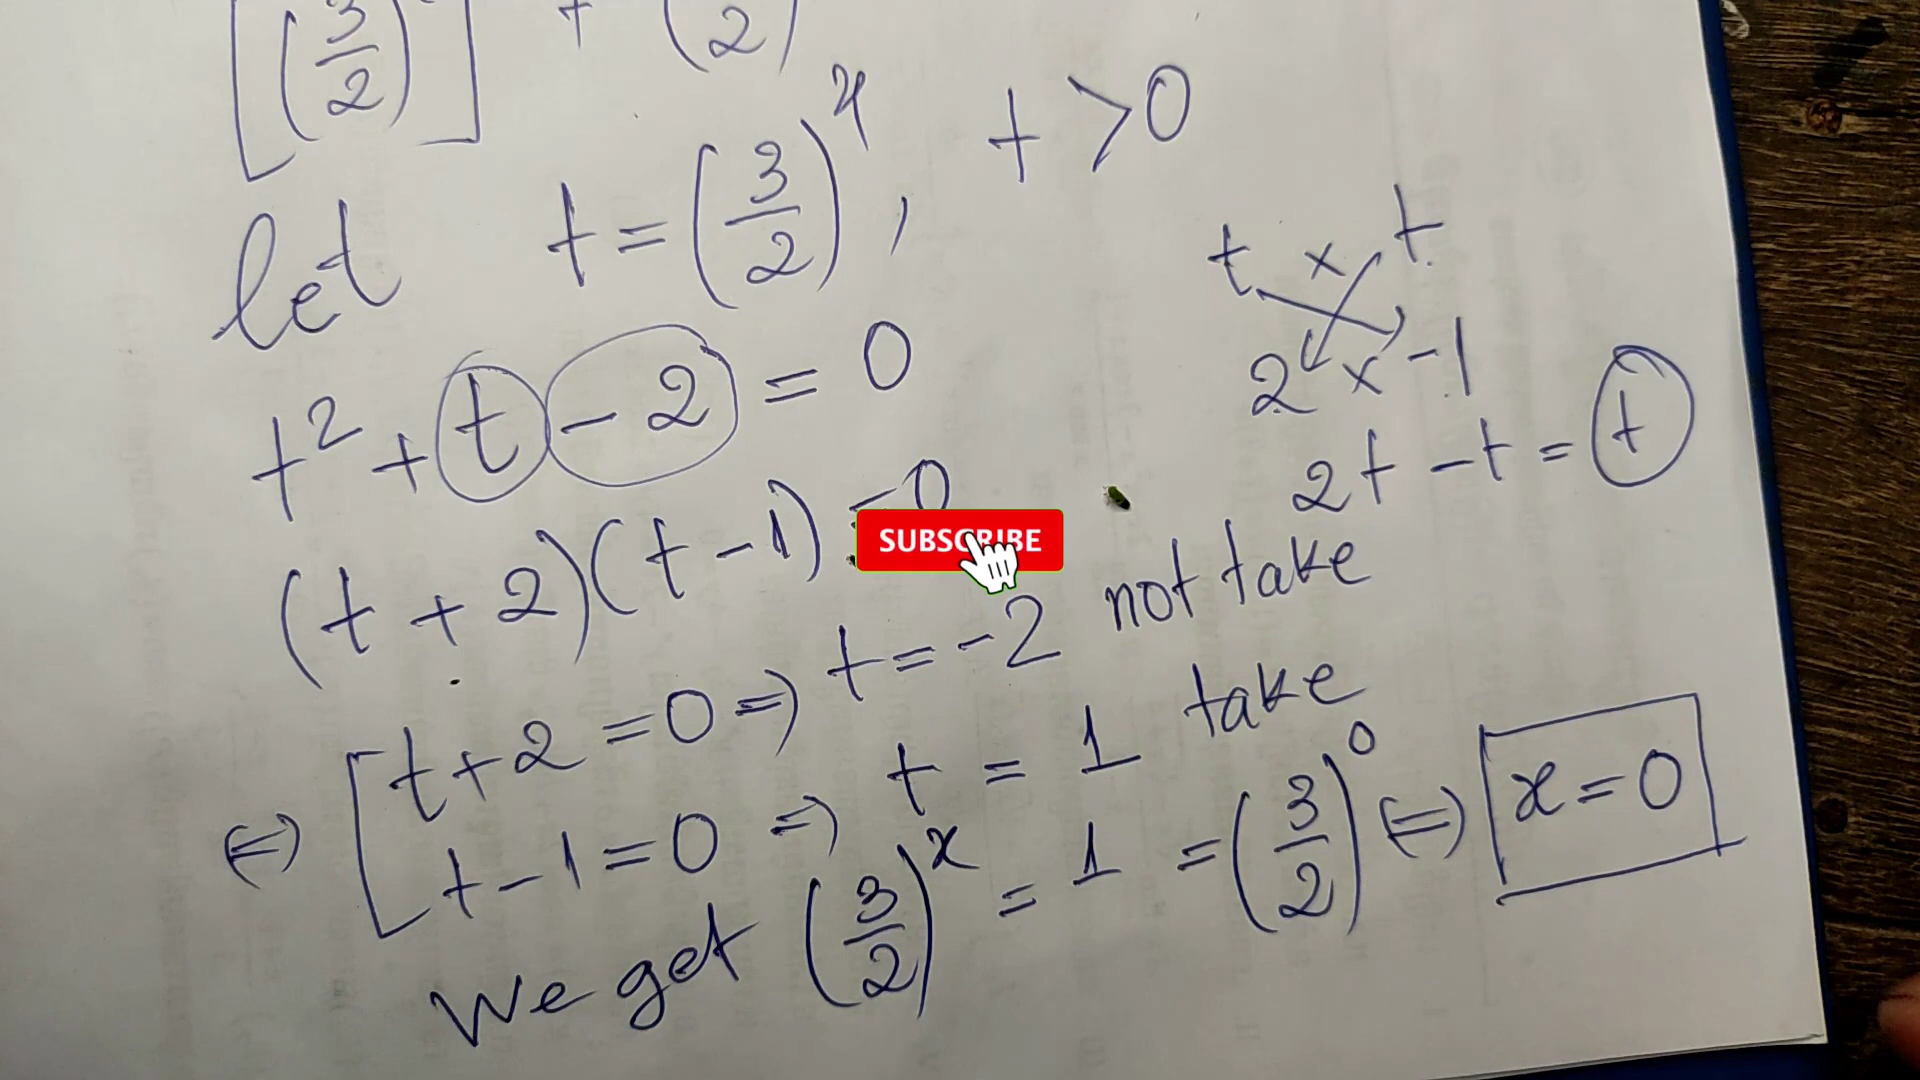 [(3/2)] + (2)
let t = (3/2)^x, t > 0
t² + t - 2 = 0
(t + 2)(t - 1) = 0
t x t
2 x -1
2t - t = t
SUBSCRIBE
⇔ [ t + 2 = 0 ⇒ t = -2 not take
t - 1 = 0 ⇒ t = 1 take
We get (3/2)^x = 1 = (3/2)^0 ⇔ x = 0